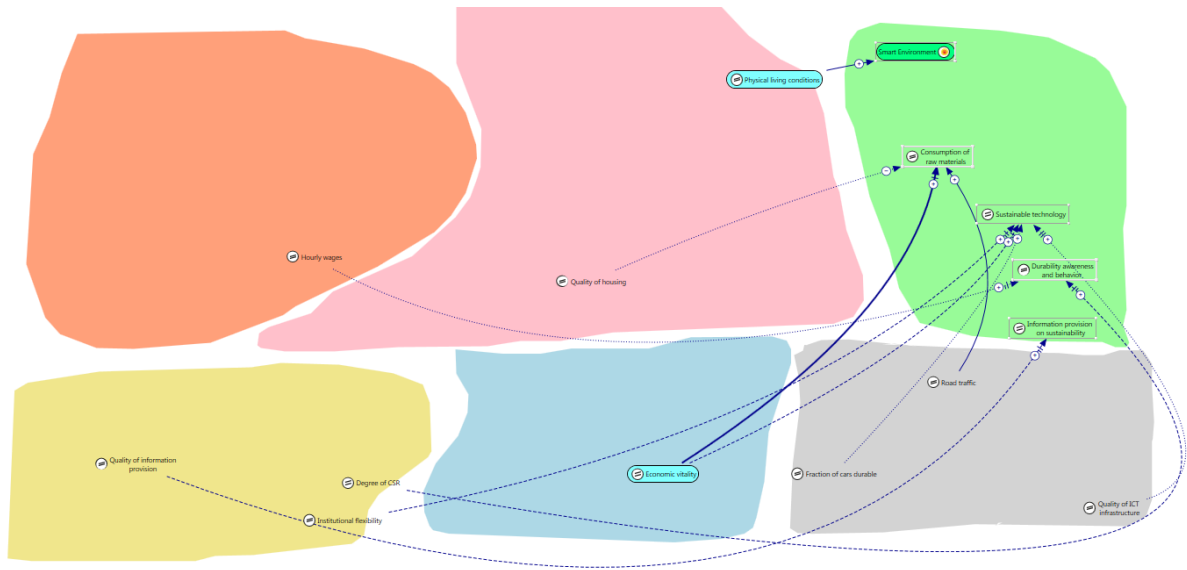 Smart Environment
Physical living conditions
Consumption of
raw materials
−
+
+
+
Sustainable technology
+
+
+
+
Hourly wages
Quality of housing
Durability awareness
and behavior
+
+
Information provision
on sustainability
+
Road traffic
Quality of information
provision
Degree of CSR
Economic vitality
Fraction of cars durable
Institutional flexibility
Quality of ICT
infrastructure